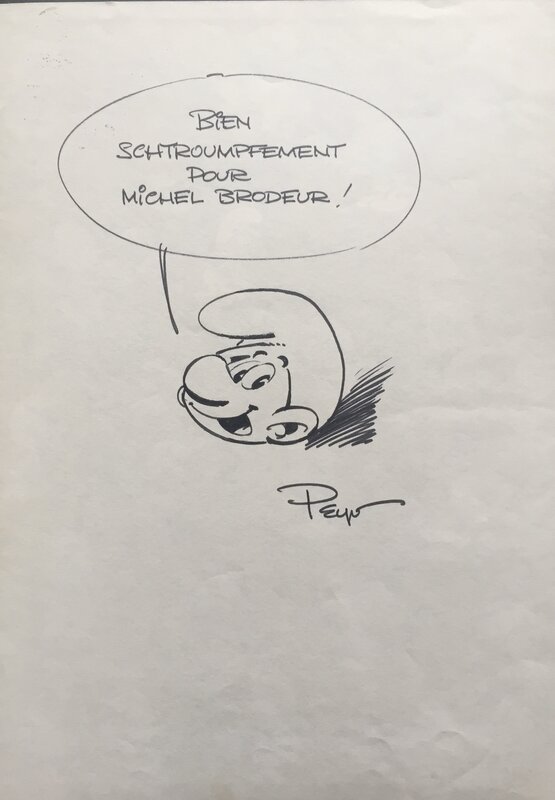 BIEN
SCHTROUMPFEMENT
POUR
MICHEL BRODEUR!
Peyo